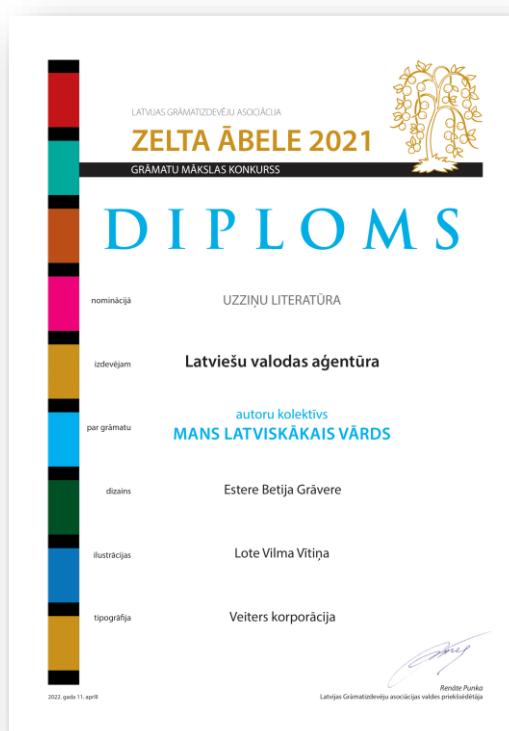 LATVIJAS GRĀMATIZDEVĒJU ASOCIĀCIJA
ZELTA ĀBELE 2021
GRĀMATU MĀKSLAS KONKURSS
DIPLOMS
nominācijā UZZIŅU LITERATŪRA
izdevējam Latviešu valodas aģentūra
autoru kolektīvs
par grāmatu MANS LATVISKĀKAIS VĀRDS
dizains Estere Betija Grāvere
ilustrācijas Lote Vilma Vītiņa
tipogrāfija Veiters korporācija
Renāte Punka
2022. gada 11. aprīlī Latvijas Grāmatizdevēju asociācijas valdes priekšsēdētāja